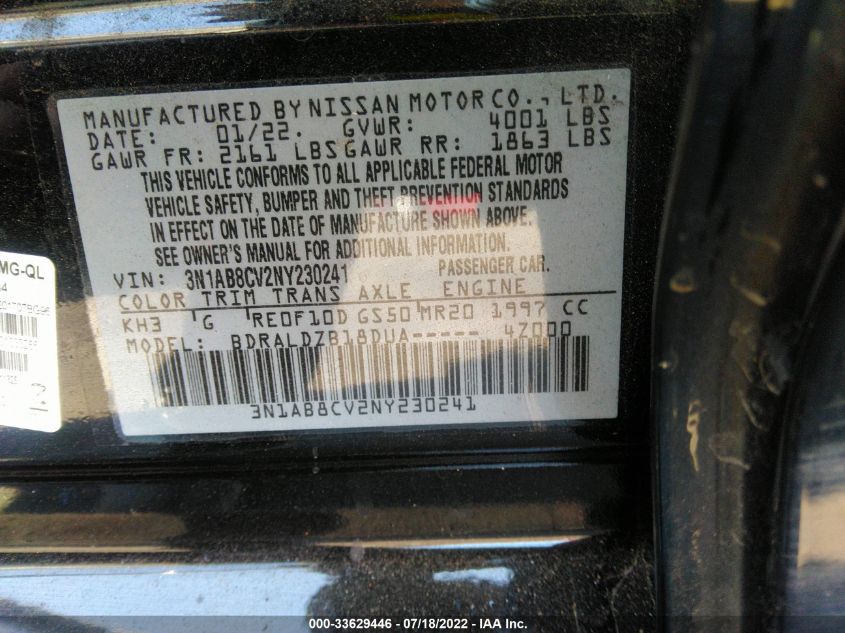 MANUFACTURED BY NISSAN MOTOR CO., LTD.
DATE: 01/22. GVWR: 4001 LBS
GAWR FR: 2161 LBS GAWR RR: 1863 LBS
THIS VEHICLE CONFORMS TO ALL APPLICABLE FEDERAL MOTOR
VEHICLE SAFETY, BUMPER AND THEFT PREVENTION STANDARDS
IN EFFECT ON THE DATE OF MANUFACTURE SHOWN ABOVE.
SEE OWNER'S MANUAL FOR ADDITIONAL INFORMATION.
VIN: 3N1AB8CV2NY230241 PASSENGER CAR.
COLOR TRIM TRANS AXLE ENGINE
KH3 G RE0F10D GS50 MR20 1997 CC
MODEL: BDRALDZB18DUA----- 4Z000
3N1AB8CV2NY230241
MG-QL
000-33629446 - 07/18/2022 - IAA Inc.